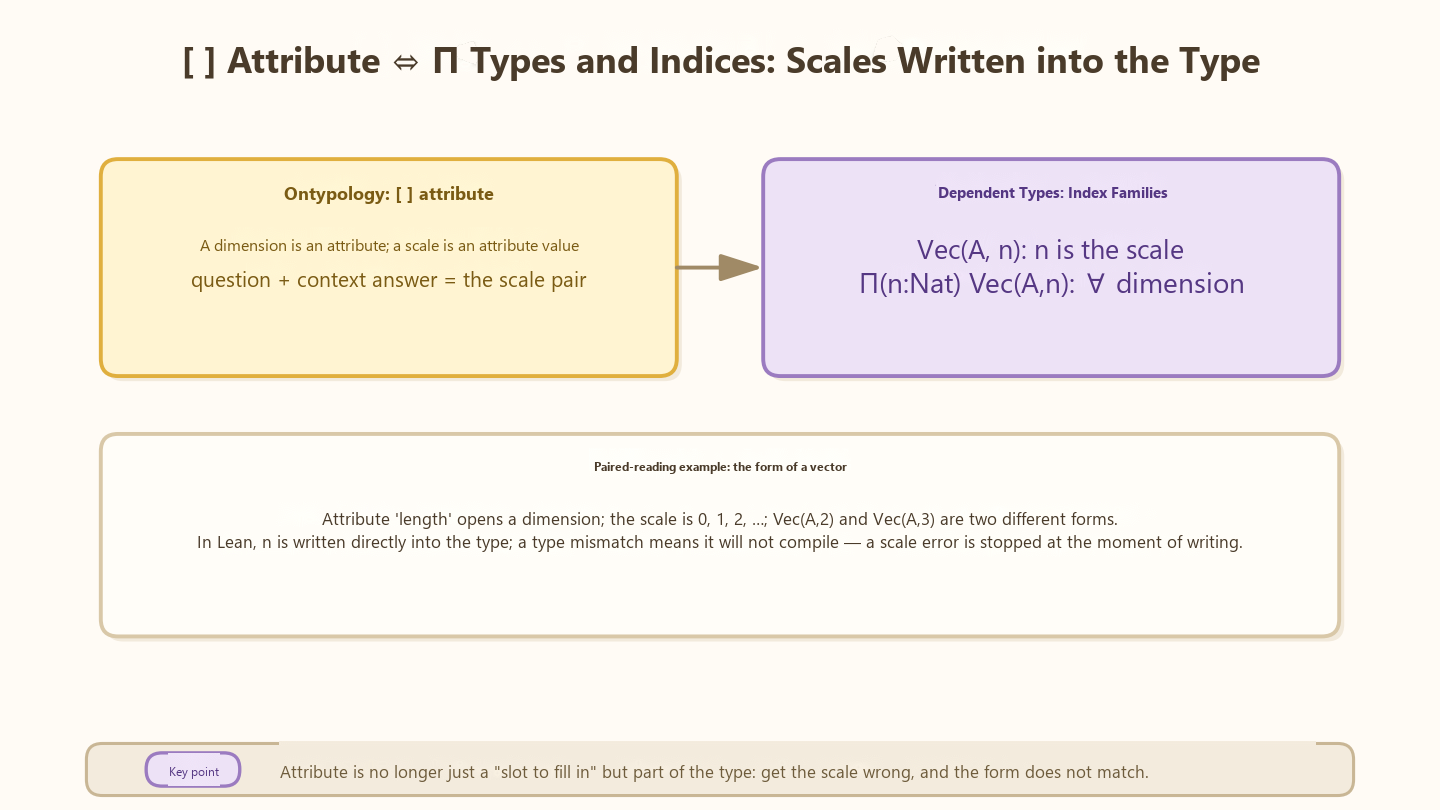 [ ] Attribute ⇔ Π Types and Indices: Scales Written into the Type
Ontypology: [ ] attribute
A dimension is an attribute; a scale is an attribute value
question + context answer = the scale pair
Dependent Types: Index Families
Vec(A, n): n is the scale
Π(n:Nat) Vec(A,n): ∀ dimension
Paired-reading example: the form of a vector
Attribute 'length' opens a dimension; the scale is 0, 1, 2, …; Vec(A,2) and Vec(A,3) are two different forms.
In Lean, n is written directly into the type; a type mismatch means it will not compile — a scale error is stopped at the moment of writing.
Key point
Attribute is no longer just a "slot to fill in" but part of the type: get the scale wrong, and the form does not match.